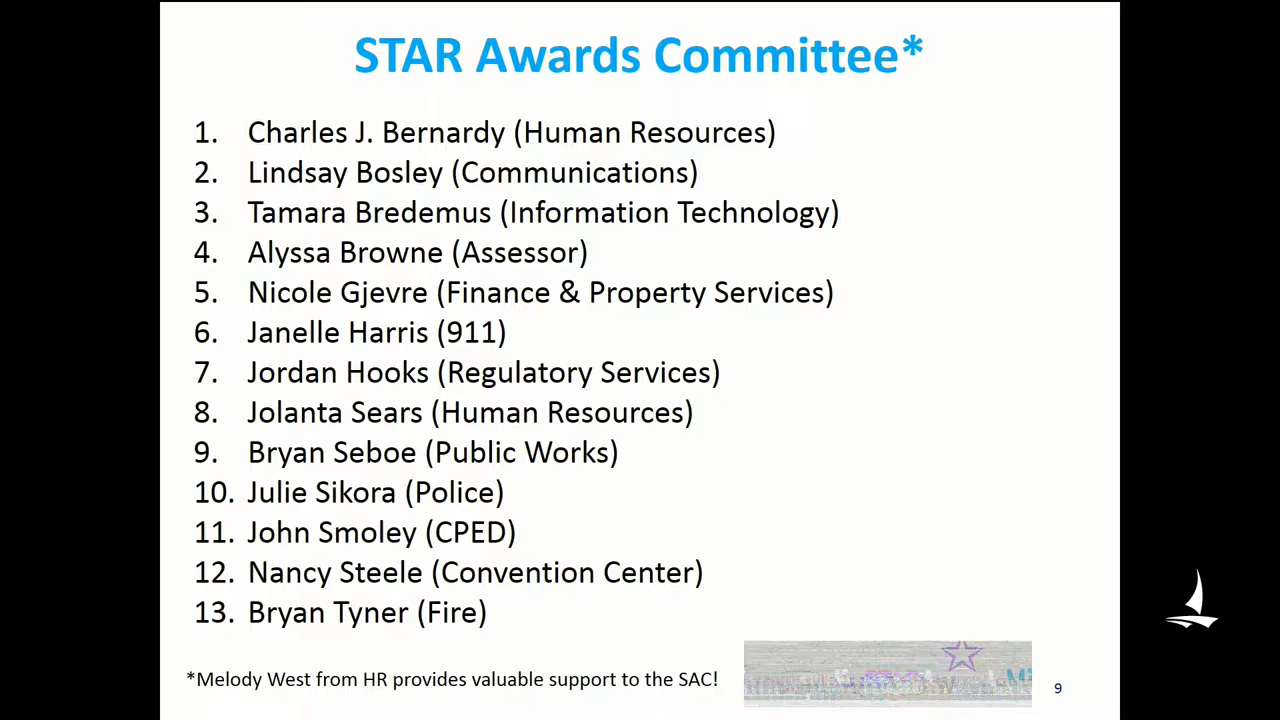 STAR Awards Committee*
1. Charles J. Bernardy (Human Resources)
2. Lindsay Bosley (Communications)
3. Tamara Bredemus (Information Technology)
4. Alyssa Browne (Assessor)
5. Nicole Gjevre (Finance & Property Services)
6. Janelle Harris (911)
7. Jordan Hooks (Regulatory Services)
8. Jolanta Sears (Human Resources)
9. Bryan Seboe (Public Works)
10. Julie Sikora (Police)
11. John Smoley (CPED)
12. Nancy Steele (Convention Center)
13. Bryan Tyner (Fire)
*Melody West from HR provides valuable support to the SAC!
9